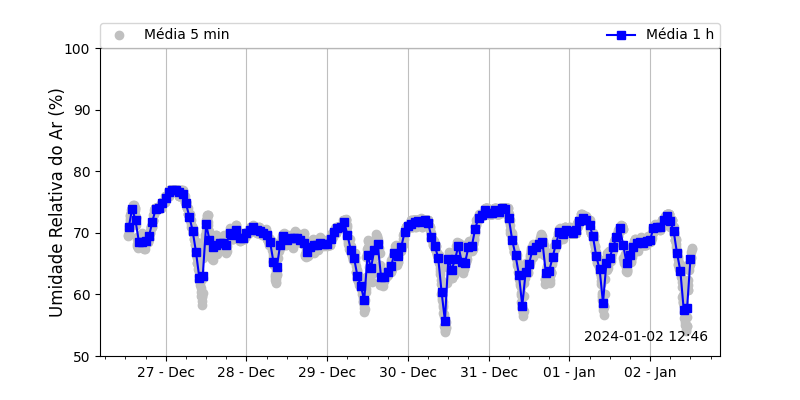 Média 5 min
Média 1 h
Umidade Relativa do Ar (%)
100
90
80
70
60
50
2024-01-02 12:46
27 - Dec
28 - Dec
29 - Dec
30 - Dec
31 - Dec
01 - Jan
02 - Jan